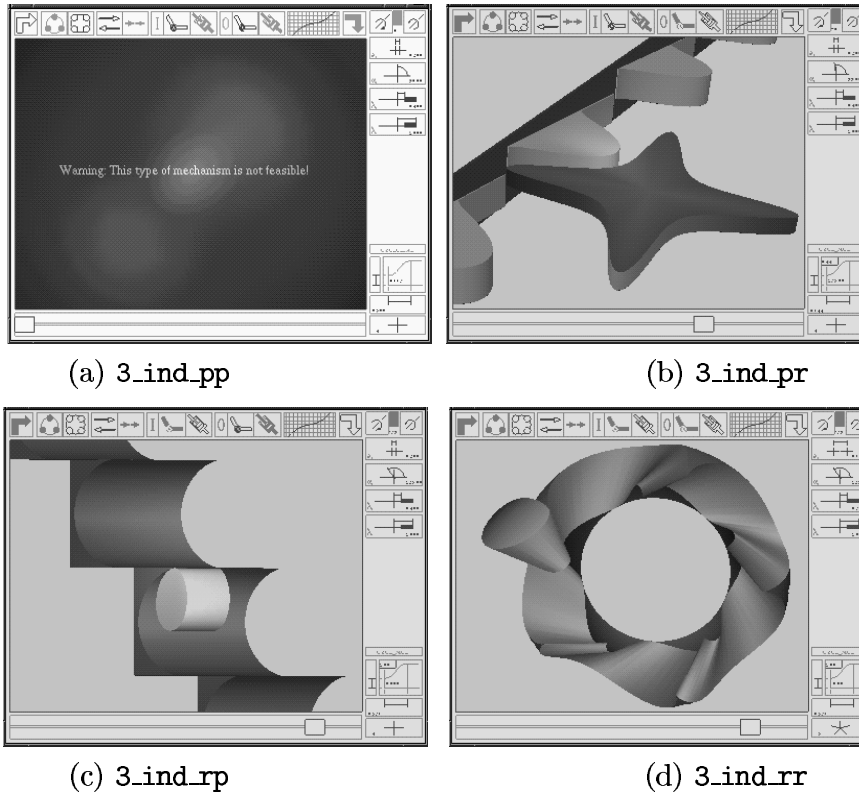 Warning: This type of mechanism is not feasible!
(a) 3_ind_pp
(b) 3_ind_pr
(c) 3_ind_rp
(d) 3_ind_rr